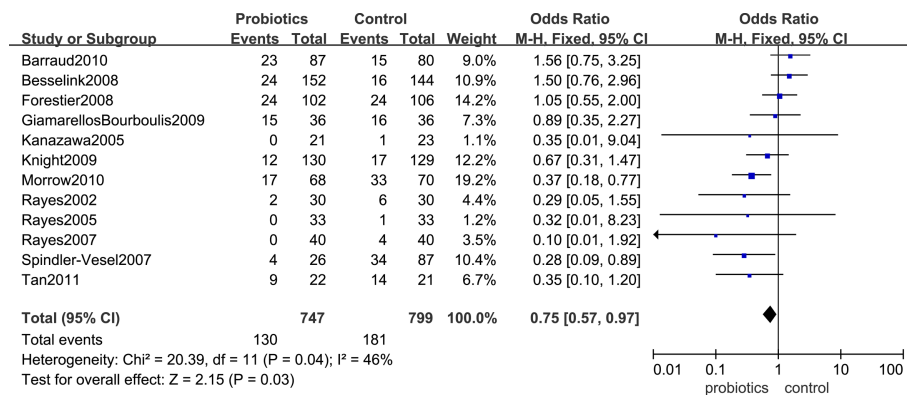 Probiotics Control Odds Ratio Odds Ratio
Study or Subgroup Events Total Events Total Weight M-H, Fixed, 95% CI M-H, Fixed, 95% CI
Barraud2010 23 87 15 80 9.0% 1.56 [0.75, 3.25]
Besselink2008 24 152 16 144 10.9% 1.50 [0.76, 2.96]
Forestier2008 24 102 24 106 14.2% 1.05 [0.55, 2.00]
GiamarellosBourboulis2009 15 36 16 36 7.3% 0.89 [0.35, 2.27]
Kanazawa2005 0 21 1 23 1.1% 0.35 [0.01, 9.04]
Knight2009 12 130 17 129 12.2% 0.67 [0.31, 1.47]
Morrow2010 17 68 33 70 19.2% 0.37 [0.18, 0.77]
Rayes2002 2 30 6 30 4.4% 0.29 [0.05, 1.55]
Rayes2005 0 33 1 33 1.2% 0.32 [0.01, 8.23]
Rayes2007 0 40 4 40 3.5% 0.10 [0.01, 1.92]
Spindler-Vesel2007 4 26 34 87 10.4% 0.28 [0.09, 0.89]
Tan2011 9 22 14 21 6.7% 0.35 [0.10, 1.20]
Total (95% CI) 747 799 100.0% 0.75 [0.57, 0.97]
Total events 130 181
Heterogeneity: Chi² = 20.39, df = 11 (P = 0.04); I² = 46%
Test for overall effect: Z = 2.15 (P = 0.03)
0.01 0.1 1 10 100
probiotics control